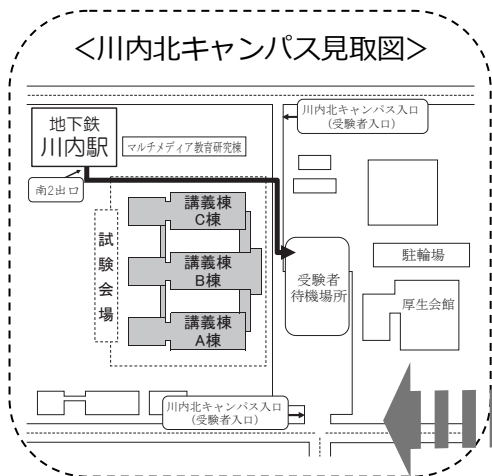 <川内北キャンパス見取図>
川内北キャンパス入口
(受験者入口)
地下鉄
川内駅
マルチメディア教育研究棟
南2出口
講義棟
C棟
試験会場
講義棟
B棟
受験者
待機場所
駐輪場
厚生会館
講義棟
A棟
川内北キャンパス入口
(受験者入口)